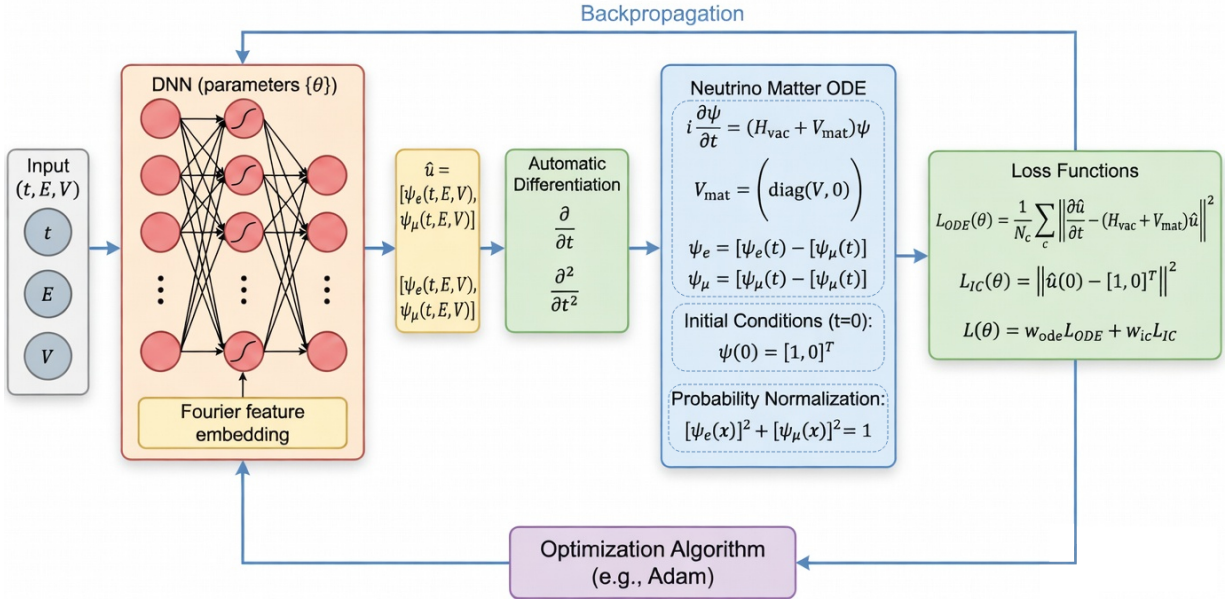 Backpropagation
Input
(t, E, V)
t
E
V
DNN (parameters {θ})
Fourier feature
embedding
û =
[ψ_e(t, E, V),
ψ_μ(t, E, V)]
[ψ_e(t, E, V),
ψ_μ(t, E, V)]
Automatic
Differentiation
∂/∂t
∂²/∂t²
Neutrino Matter ODE
i ∂ψ/∂t = (H_vac + V_mat)ψ
V_mat = (diag(V, 0))
ψ_e = [ψ_e(t) − [ψ_μ(t)]
ψ_μ = [ψ_μ(t) − [ψ_μ(t)]
Initial Conditions (t=0):
ψ(0) = [1, 0]^T
Probability Normalization:
[ψ_e(x)]² + [ψ_μ(x)]² = 1
Loss Functions
L_ODE(θ) = 1/N_c ∑_c ‖∂û/∂t − (H_vac + V_mat)û‖²
L_IC(θ) = ‖û(0) − [1, 0]^T‖²
L(θ) = w_ode L_ODE + w_ic L_IC
Optimization Algorithm
(e.g., Adam)